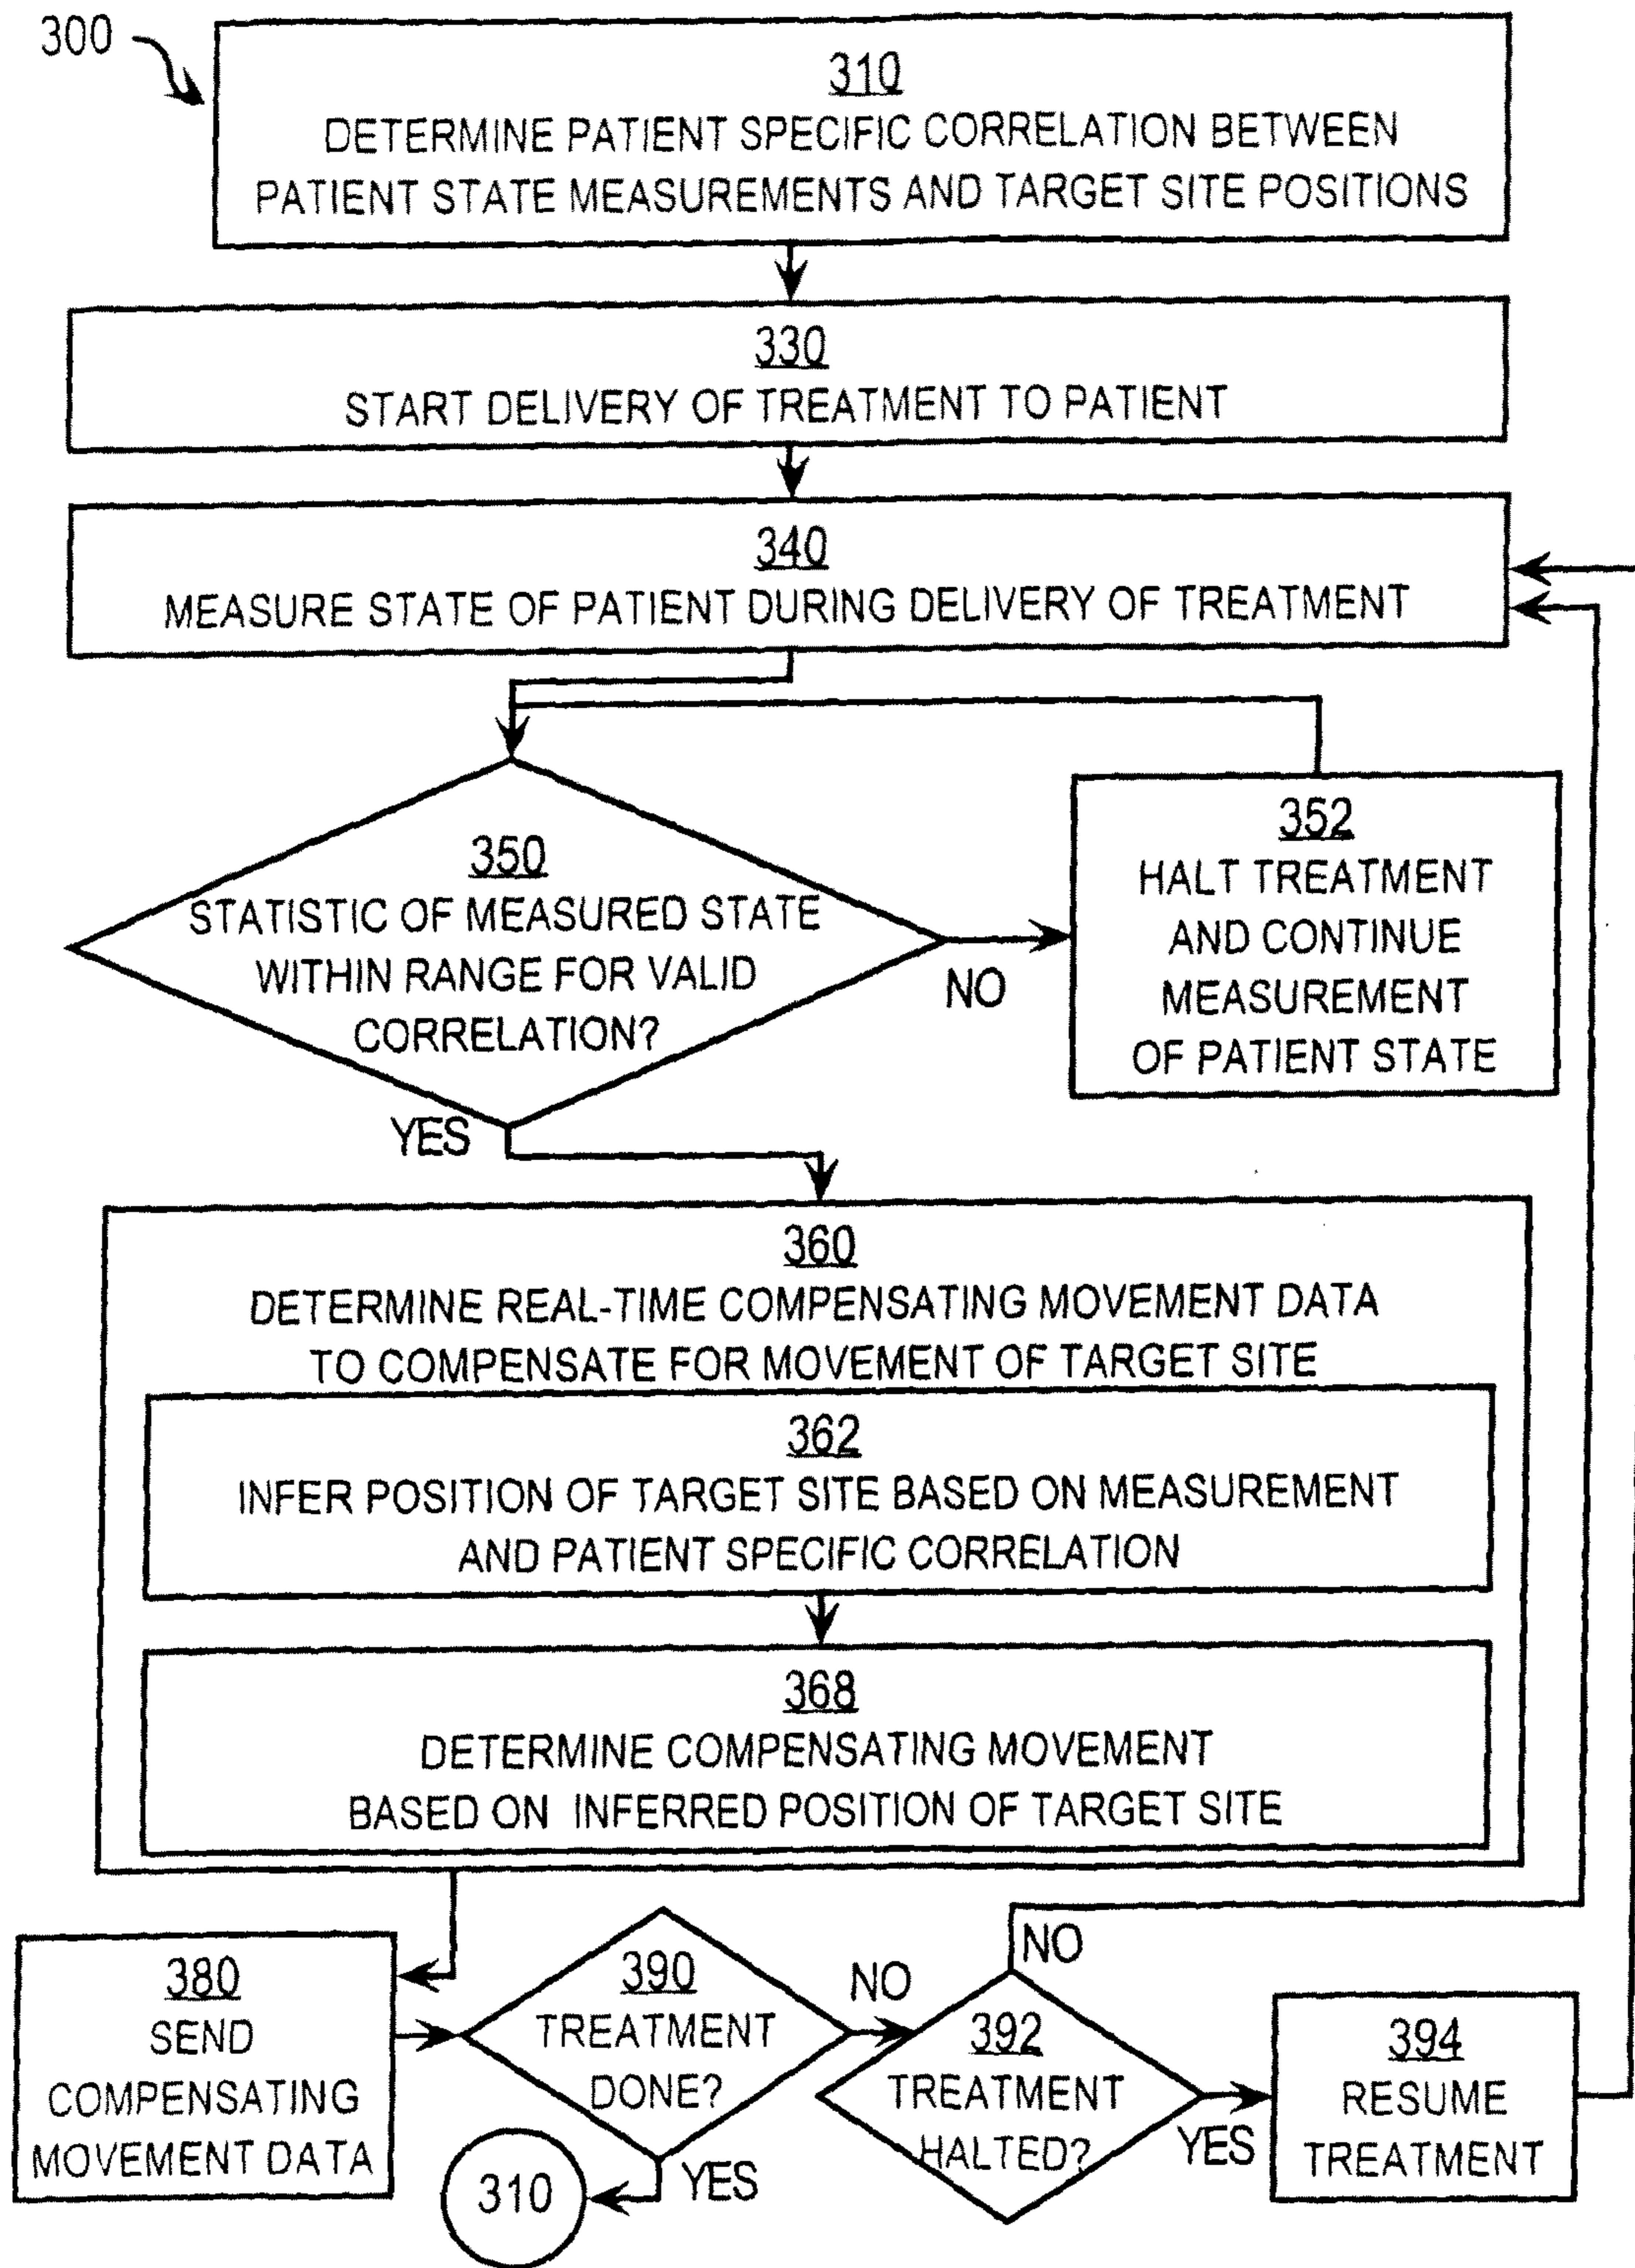 300
310
DETERMINE PATIENT SPECIFIC CORRELATION BETWEEN
PATIENT STATE MEASUREMENTS AND TARGET SITE POSITIONS
330
START DELIVERY OF TREATMENT TO PATIENT
340
MEASURE STATE OF PATIENT DURING DELIVERY OF TREATMENT
350
STATISTIC OF MEASURED STATE
WITHIN RANGE FOR VALID
CORRELATION?
NO
352
HALT TREATMENT
AND CONTINUE
MEASUREMENT
OF PATIENT STATE
YES
360
DETERMINE REAL-TIME COMPENSATING MOVEMENT DATA
TO COMPENSATE FOR MOVEMENT OF TARGET SITE
362
INFER POSITION OF TARGET SITE BASED ON MEASUREMENT
AND PATIENT SPECIFIC CORRELATION
368
DETERMINE COMPENSATING MOVEMENT
BASED ON INFERRED POSITION OF TARGET SITE
380
SEND
COMPENSATING
MOVEMENT DATA
390
TREATMENT
DONE?
NO
YES
310
392
TREATMENT
HALTED?
NO
YES
394
RESUME
TREATMENT